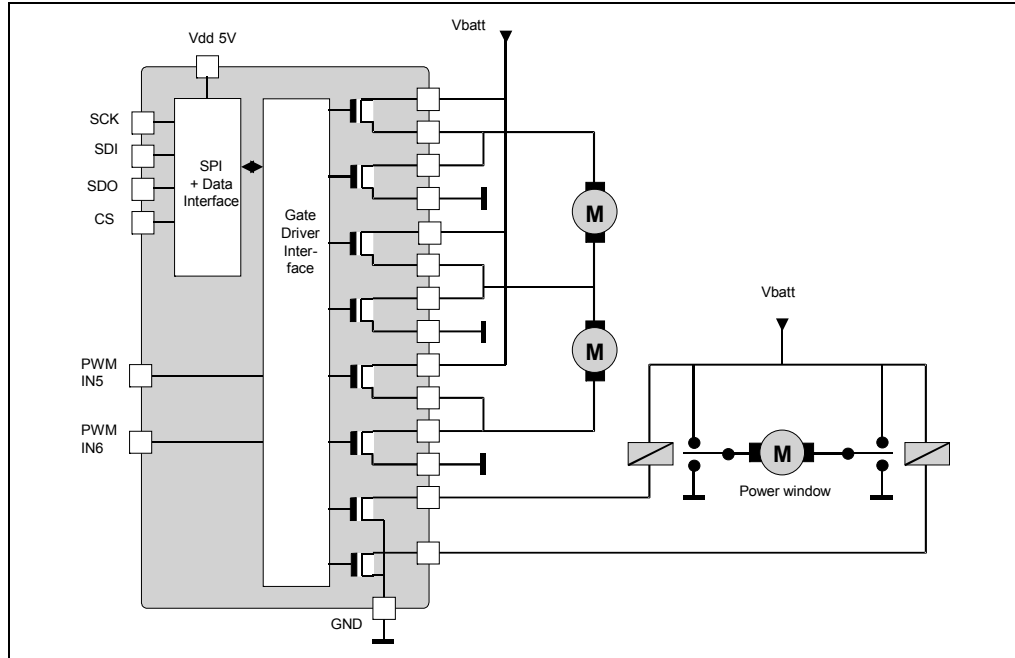 Vbatt
Vdd 5V
SCK
SDI
SDO
CS
SPI
+ Data
Interface
Gate
Driver
Inter-
face
M
M
Vbatt
PWM
IN5
PWM
IN6
M
Power window
GND